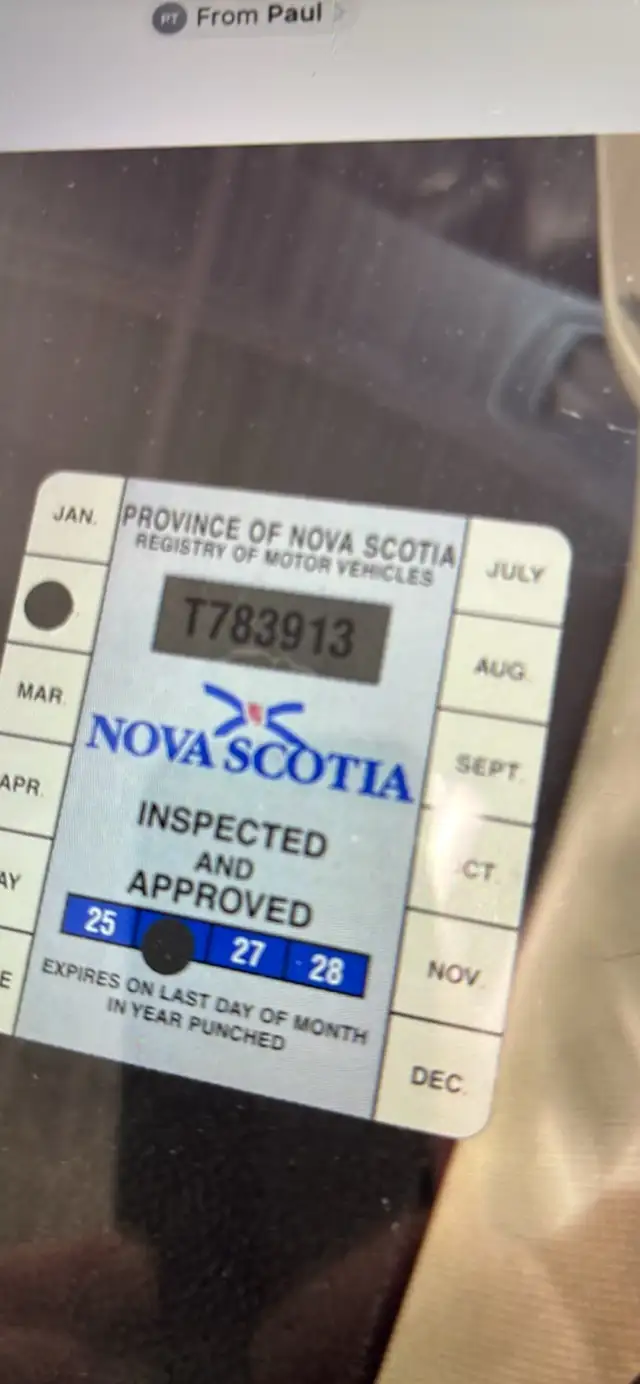 PT From Paul
JAN.
MAR.
APR.
AY
E
PROVINCE OF NOVA SCOTIA
REGISTRY OF MOTOR VEHICLES
T783913
NOVA SCOTIA
INSPECTED
AND
APPROVED
25 27 28
EXPIRES ON LAST DAY OF MONTH
IN YEAR PUNCHED
JULY
AUG.
SEPT.
CT.
NOV.
DEC.